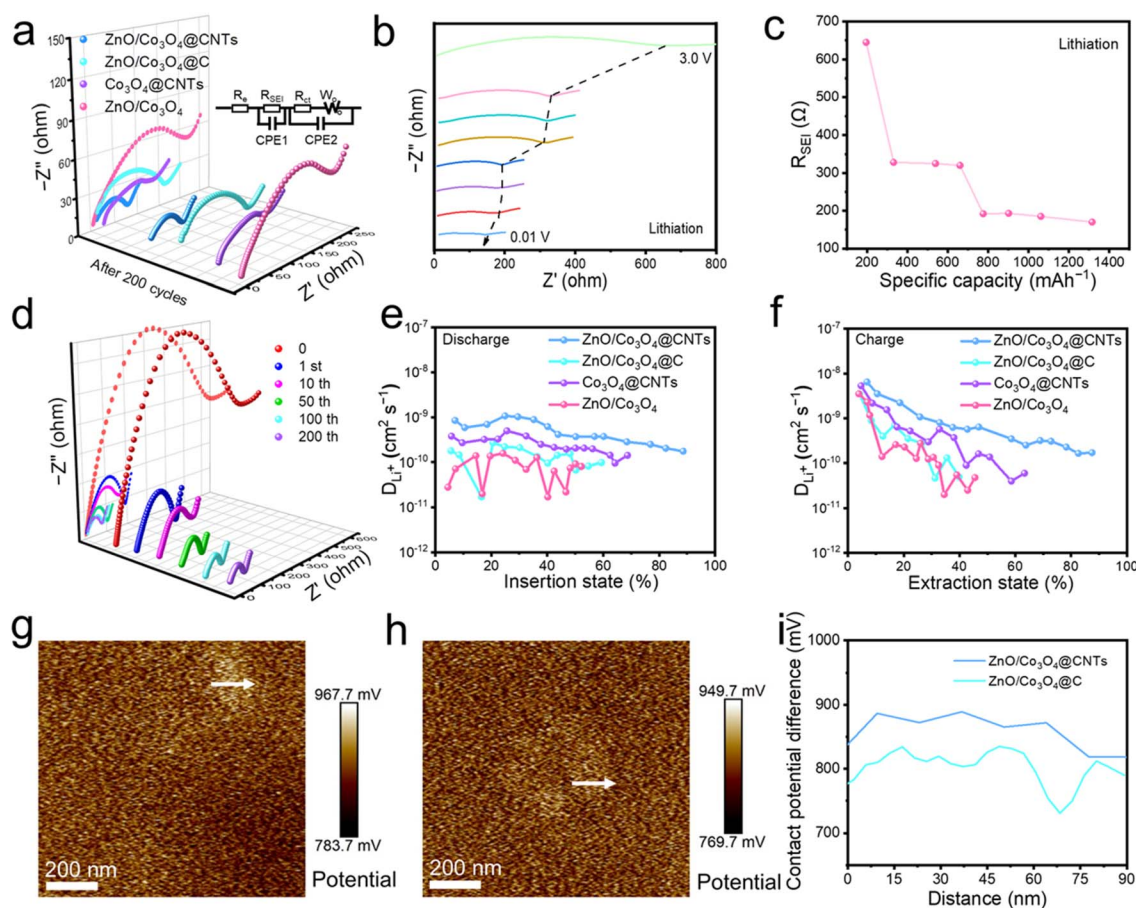 a
150
120
90
60
30
0
−Z" (ohm)
ZnO/Co₃O₄@CNTs
ZnO/Co₃O₄@C
Co₃O₄@CNTs
ZnO/Co₃O₄
Rₑ R_SEI R_ct W_o
CPE1 CPE2
After 200 cycles
0 50 100 150 200 250
Z' (ohm)
b
−Z" (ohm)
3.0 V
0.01 V
Lithiation
0 200 400 600 800
Z' (ohm)
c
Lithiation
700
600
500
400
300
200
100
R_SEI (Ω)
200 400 600 800 1000 1200 1400
Specific capacity (mAh⁻¹)
d
−Z" (ohm)
0
1 st
10 th
50 th
100 th
200 th
0 100 200 300 400 500 600
Z' (ohm)
e
Discharge
ZnO/Co₃O₄@CNTs
ZnO/Co₃O₄@C
Co₃O₄@CNTs
ZnO/Co₃O₄
10⁻⁷
10⁻⁸
10⁻⁹
10⁻¹⁰
10⁻¹¹
10⁻¹²
D_Li⁺ (cm² s⁻¹)
0 20 40 60 80 100
Insertion state (%)
f
Charge
ZnO/Co₃O₄@CNTs
ZnO/Co₃O₄@C
Co₃O₄@CNTs
ZnO/Co₃O₄
10⁻⁷
10⁻⁸
10⁻⁹
10⁻¹⁰
10⁻¹¹
10⁻¹²
D_Li⁺ (cm² s⁻¹)
0 20 40 60 80 100
Extraction state (%)
g
967.7 mV
783.7 mV
200 nm
Potential
h
949.7 mV
769.7 mV
200 nm
Potential
i
1000
900
800
700
Contact potential difference (mV)
ZnO/Co₃O₄@CNTs
ZnO/Co₃O₄@C
0 15 30 45 60 75 90
Distance (nm)